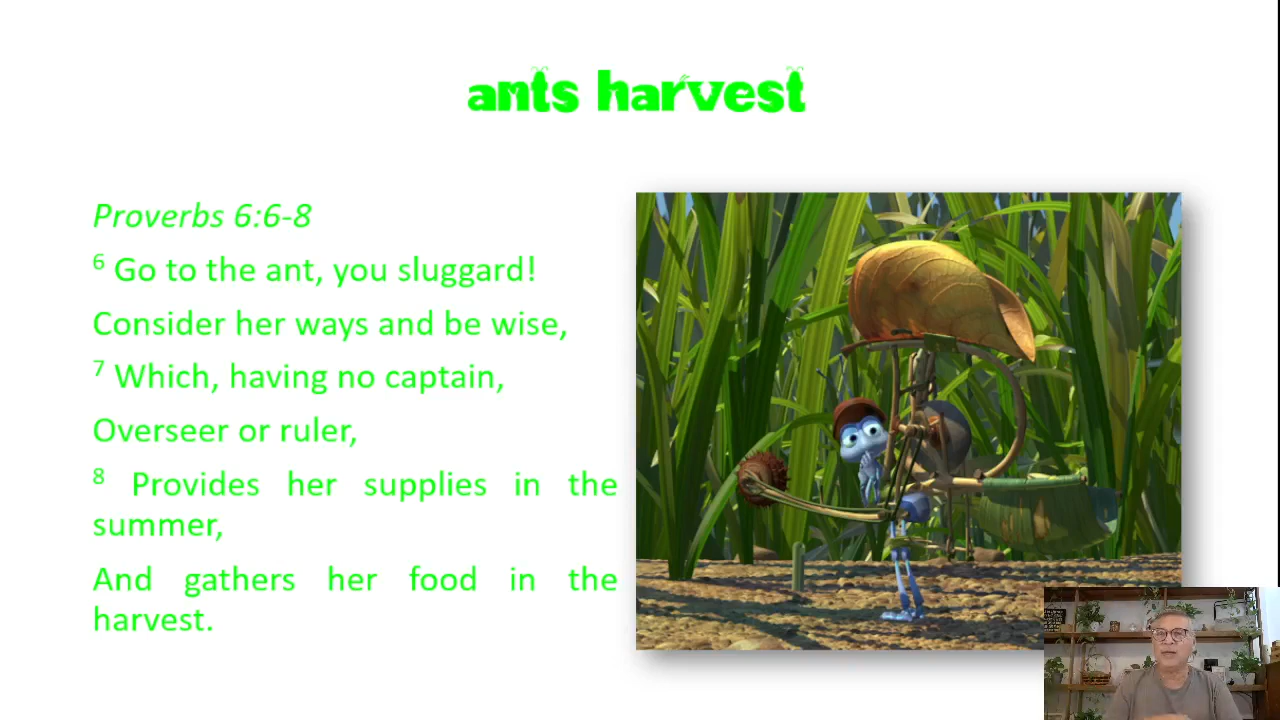 ants harvest
Proverbs 6:6-8
6 Go to the ant, you sluggard!
Consider her ways and be wise,
7 Which, having no captain,
Overseer or ruler,
8 Provides her supplies in the
summer,
And gathers her food in the
harvest.